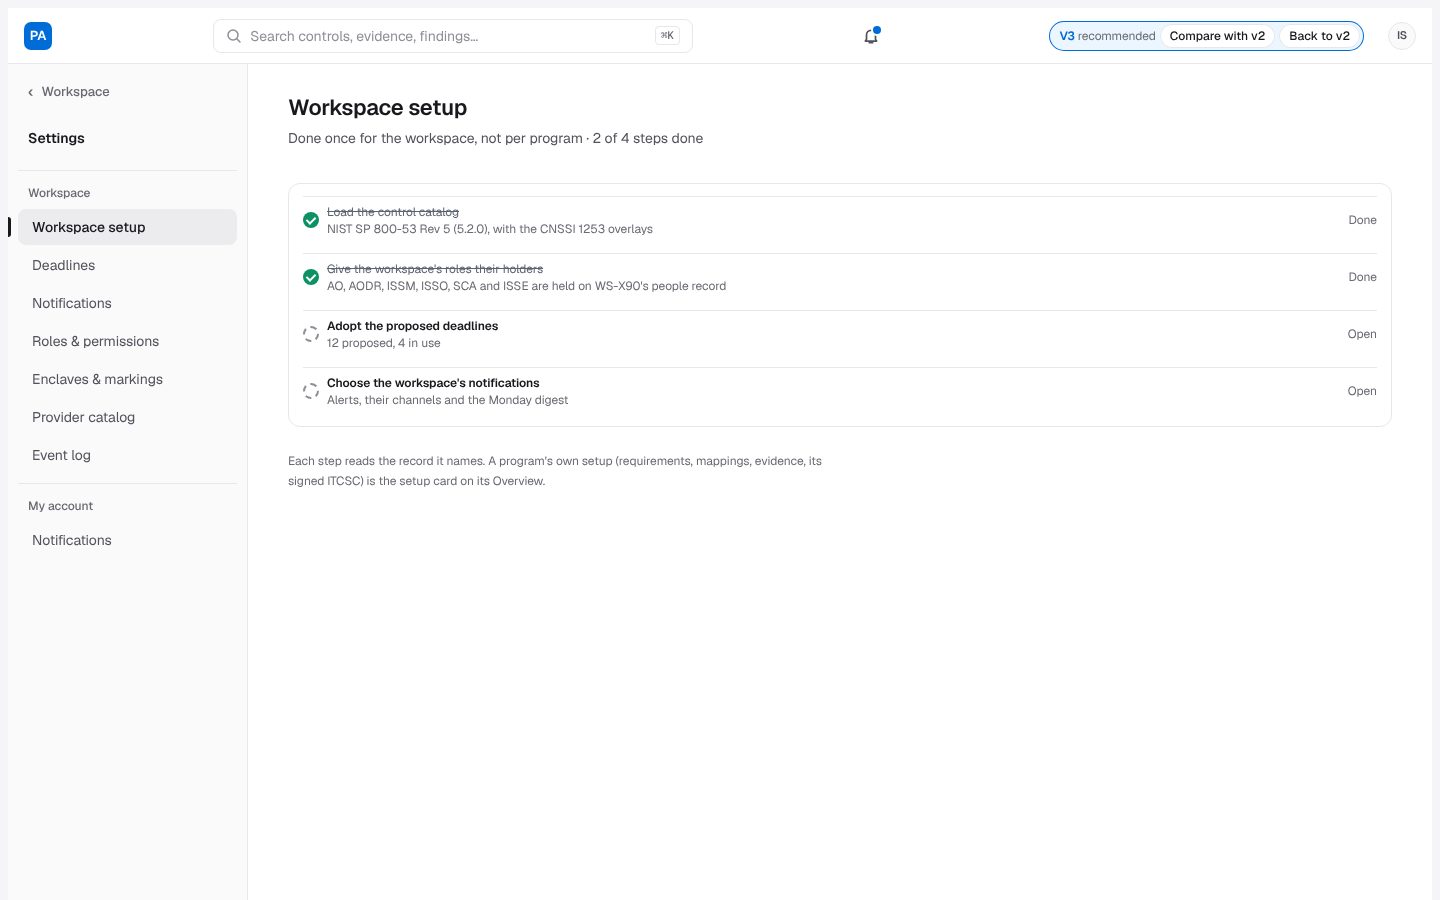 PA
Search controls, evidence, findings...
⌘K
V3 recommended
Compare with v2
Back to v2
IS
‹ Workspace
Settings
Workspace
Workspace setup
Deadlines
Notifications
Roles & permissions
Enclaves & markings
Provider catalog
Event log
My account
Notifications
Workspace setup
Done once for the workspace, not per program · 2 of 4 steps done
Load the control catalog
NIST SP 800-53 Rev 5 (5.2.0), with the CNSSI 1253 overlays
Done
Give the workspace's roles their holders
AO, AODR, ISSM, ISSO, SCA and ISSE are held on WS-X90's people record
Done
Adopt the proposed deadlines
12 proposed, 4 in use
Open
Choose the workspace's notifications
Alerts, their channels and the Monday digest
Open
Each step reads the record it names. A program's own setup (requirements, mappings, evidence, its
signed ITCSC) is the setup card on its Overview.